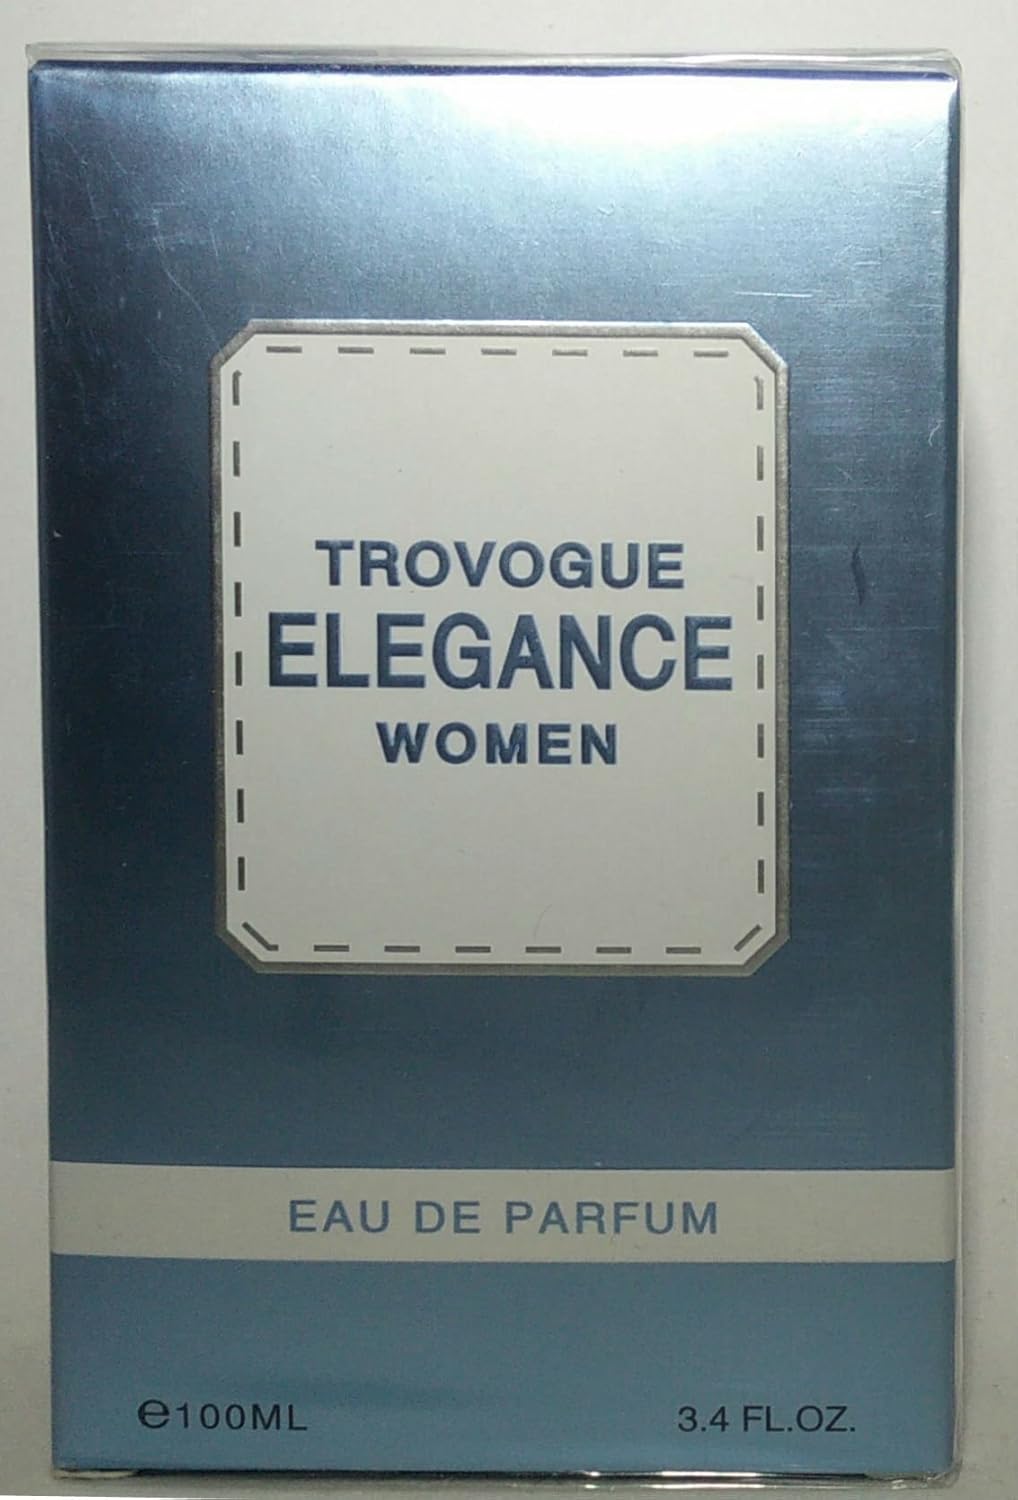 TROVOGUE
ELEGANCE
WOMEN
EAU DE PARFUM
℮100ML
3.4 FL.OZ.